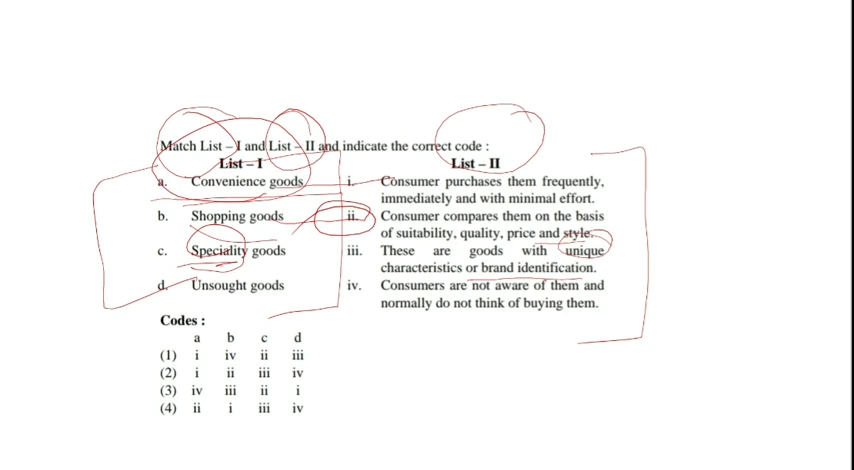 Match List – I and List – II and indicate the correct code :
List – I List – II
a. Convenience goods i. Consumer purchases them frequently,
immediately and with minimal effort.
b. Shopping goods ii. Consumer compares them on the basis
of suitability, quality, price and style.
c. Speciality goods iii. These are goods with unique
characteristics or brand identification.
d. Unsought goods iv. Consumers are not aware of them and
normally do not think of buying them.
Codes :
a b c d
(1) i iv ii iii
(2) i ii iii iv
(3) iv iii ii i
(4) ii i iii iv